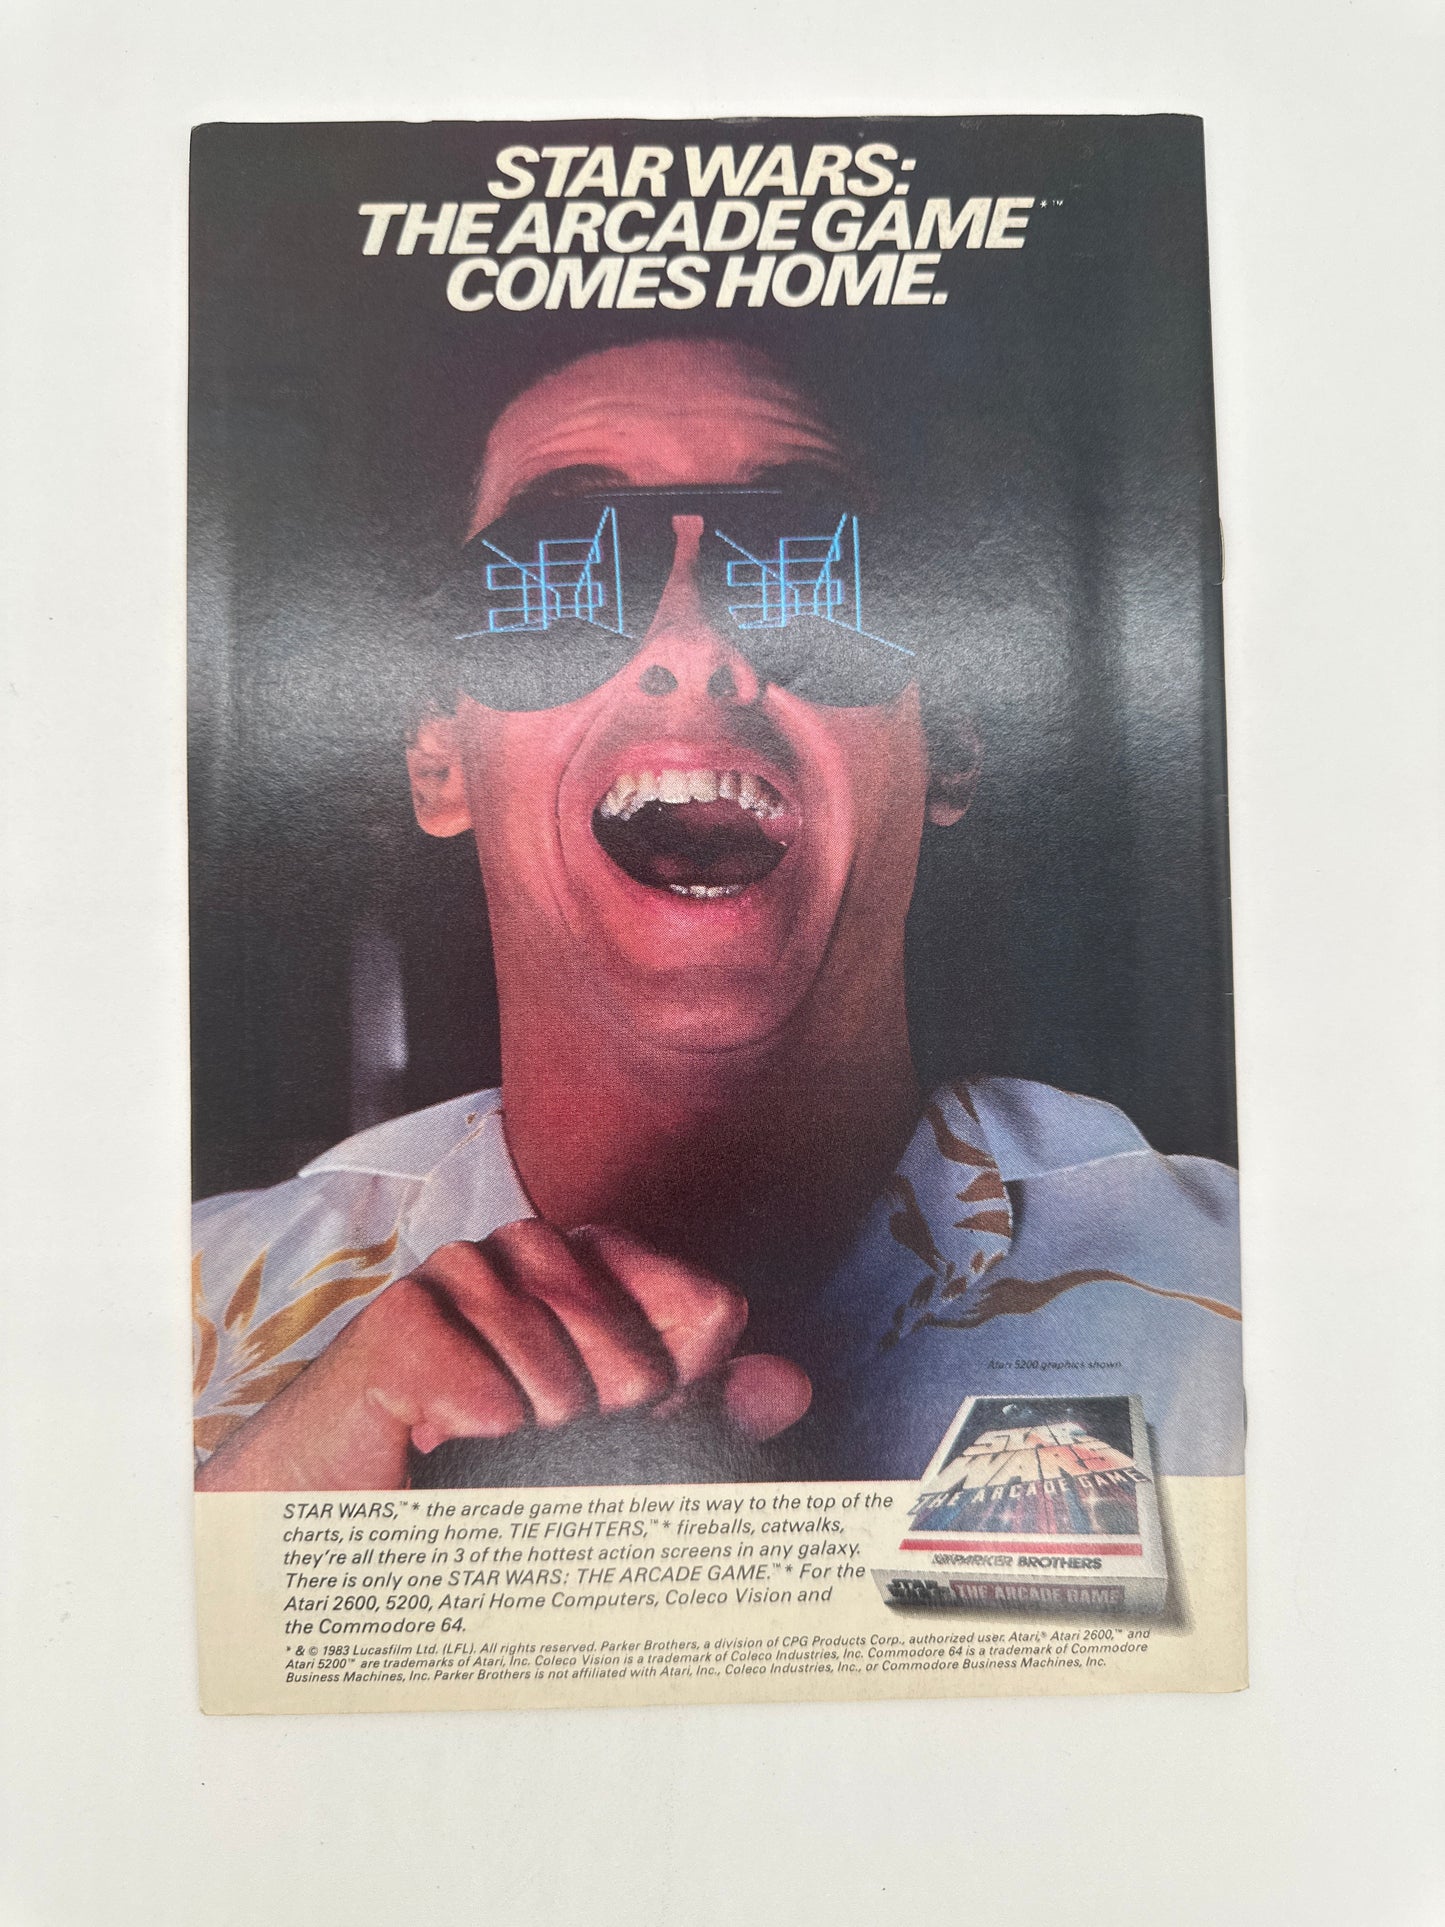 STAR WARS:
THE ARCADE GAME*™
COMES HOME.
Atari 5200 graphics shown
STAR WARS
THE ARCADE GAME
PARKER BROTHERS
STAR WARS THE ARCADE GAME
STAR WARS,™* the arcade game that blew its way to the top of the
charts, is coming home. TIE FIGHTERS,™* fireballs, catwalks,
they're all there in 3 of the hottest action screens in any galaxy.
There is only one STAR WARS: THE ARCADE GAME.™* For the
Atari 2600, 5200, Atari Home Computers, Coleco Vision and
the Commodore 64.
* & © 1983 Lucasfilm Ltd. (LFL). All rights reserved. Parker Brothers, a division of CPG Products Corp., authorized user. Atari,® Atari 2600,™ and
Atari 5200™ are trademarks of Atari, Inc. Coleco Vision is a trademark of Coleco Industries, Inc. Commodore 64 is a trademark of Commodore
Business Machines, Inc. Parker Brothers is not affiliated with Atari, Inc., Coleco Industries, Inc., or Commodore Business Machines, Inc.